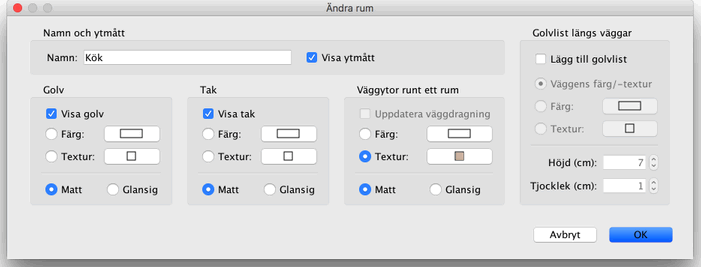 Ändra rum
Namn och ytmått
Namn: Kök
Visa ytmått
Golv
Visa golv
Färg:
Textur:
Matt Glansig
Tak
Visa tak
Färg:
Textur:
Matt Glansig
Väggytor runt ett rum
Uppdatera väggdragning
Färg:
Textur:
Matt Glansig
Golvlist längs väggar
Lägg till golvlist
Väggens färg/-textur
Färg:
Textur:
Höjd (cm): 7
Tjocklek (cm): 1
Avbryt OK